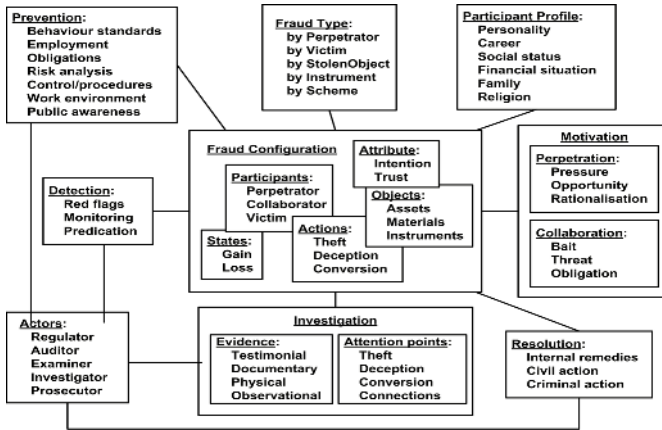 Prevention:
Behaviour standards
Employment
Obligations
Risk analysis
Control/procedures
Work environment
Public awareness
Fraud Type:
by Perpetrator
by Victim
by StolenObject
by Instrument
by Scheme
Participant Profile:
Personality
Career
Social status
Financial situation
Family
Religion
Fraud Configuration
Attribute:
Intention
Trust
Participants:
Perpetrator
Collaborator
Victim
Objects:
Assets
Materials
Instruments
States:
Gain
Loss
Actions:
Theft
Deception
Conversion
Motivation
Perpetration:
Pressure
Opportunity
Rationalisation
Collaboration:
Bait
Threat
Obligation
Detection:
Red flags
Monitoring
Predication
Actors:
Regulator
Auditor
Examiner
Investigator
Prosecutor
Investigation
Evidence:
Testimonial
Documentary
Physical
Observational
Attention points:
Theft
Deception
Conversion
Connections
Resolution:
Internal remedies
Civil action
Criminal action